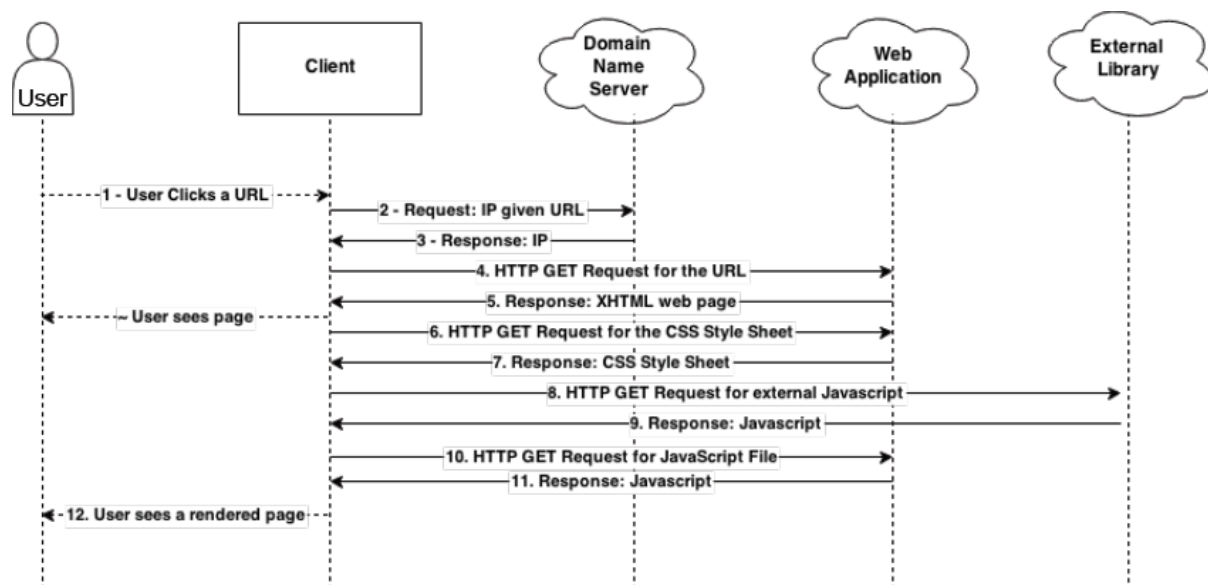 User
Client
Domain
Name
Server
Web
Application
External
Library
1 - User Clicks a URL
2 - Request: IP given URL
3 - Response: IP
4. HTTP GET Request for the URL
5. Response: XHTML web page
~ User sees page
6. HTTP GET Request for the CSS Style Sheet
7. Response: CSS Style Sheet
8. HTTP GET Request for external Javascript
9. Response: Javascript
10. HTTP GET Request for JavaScript File
11. Response: Javascript
12. User sees a rendered page